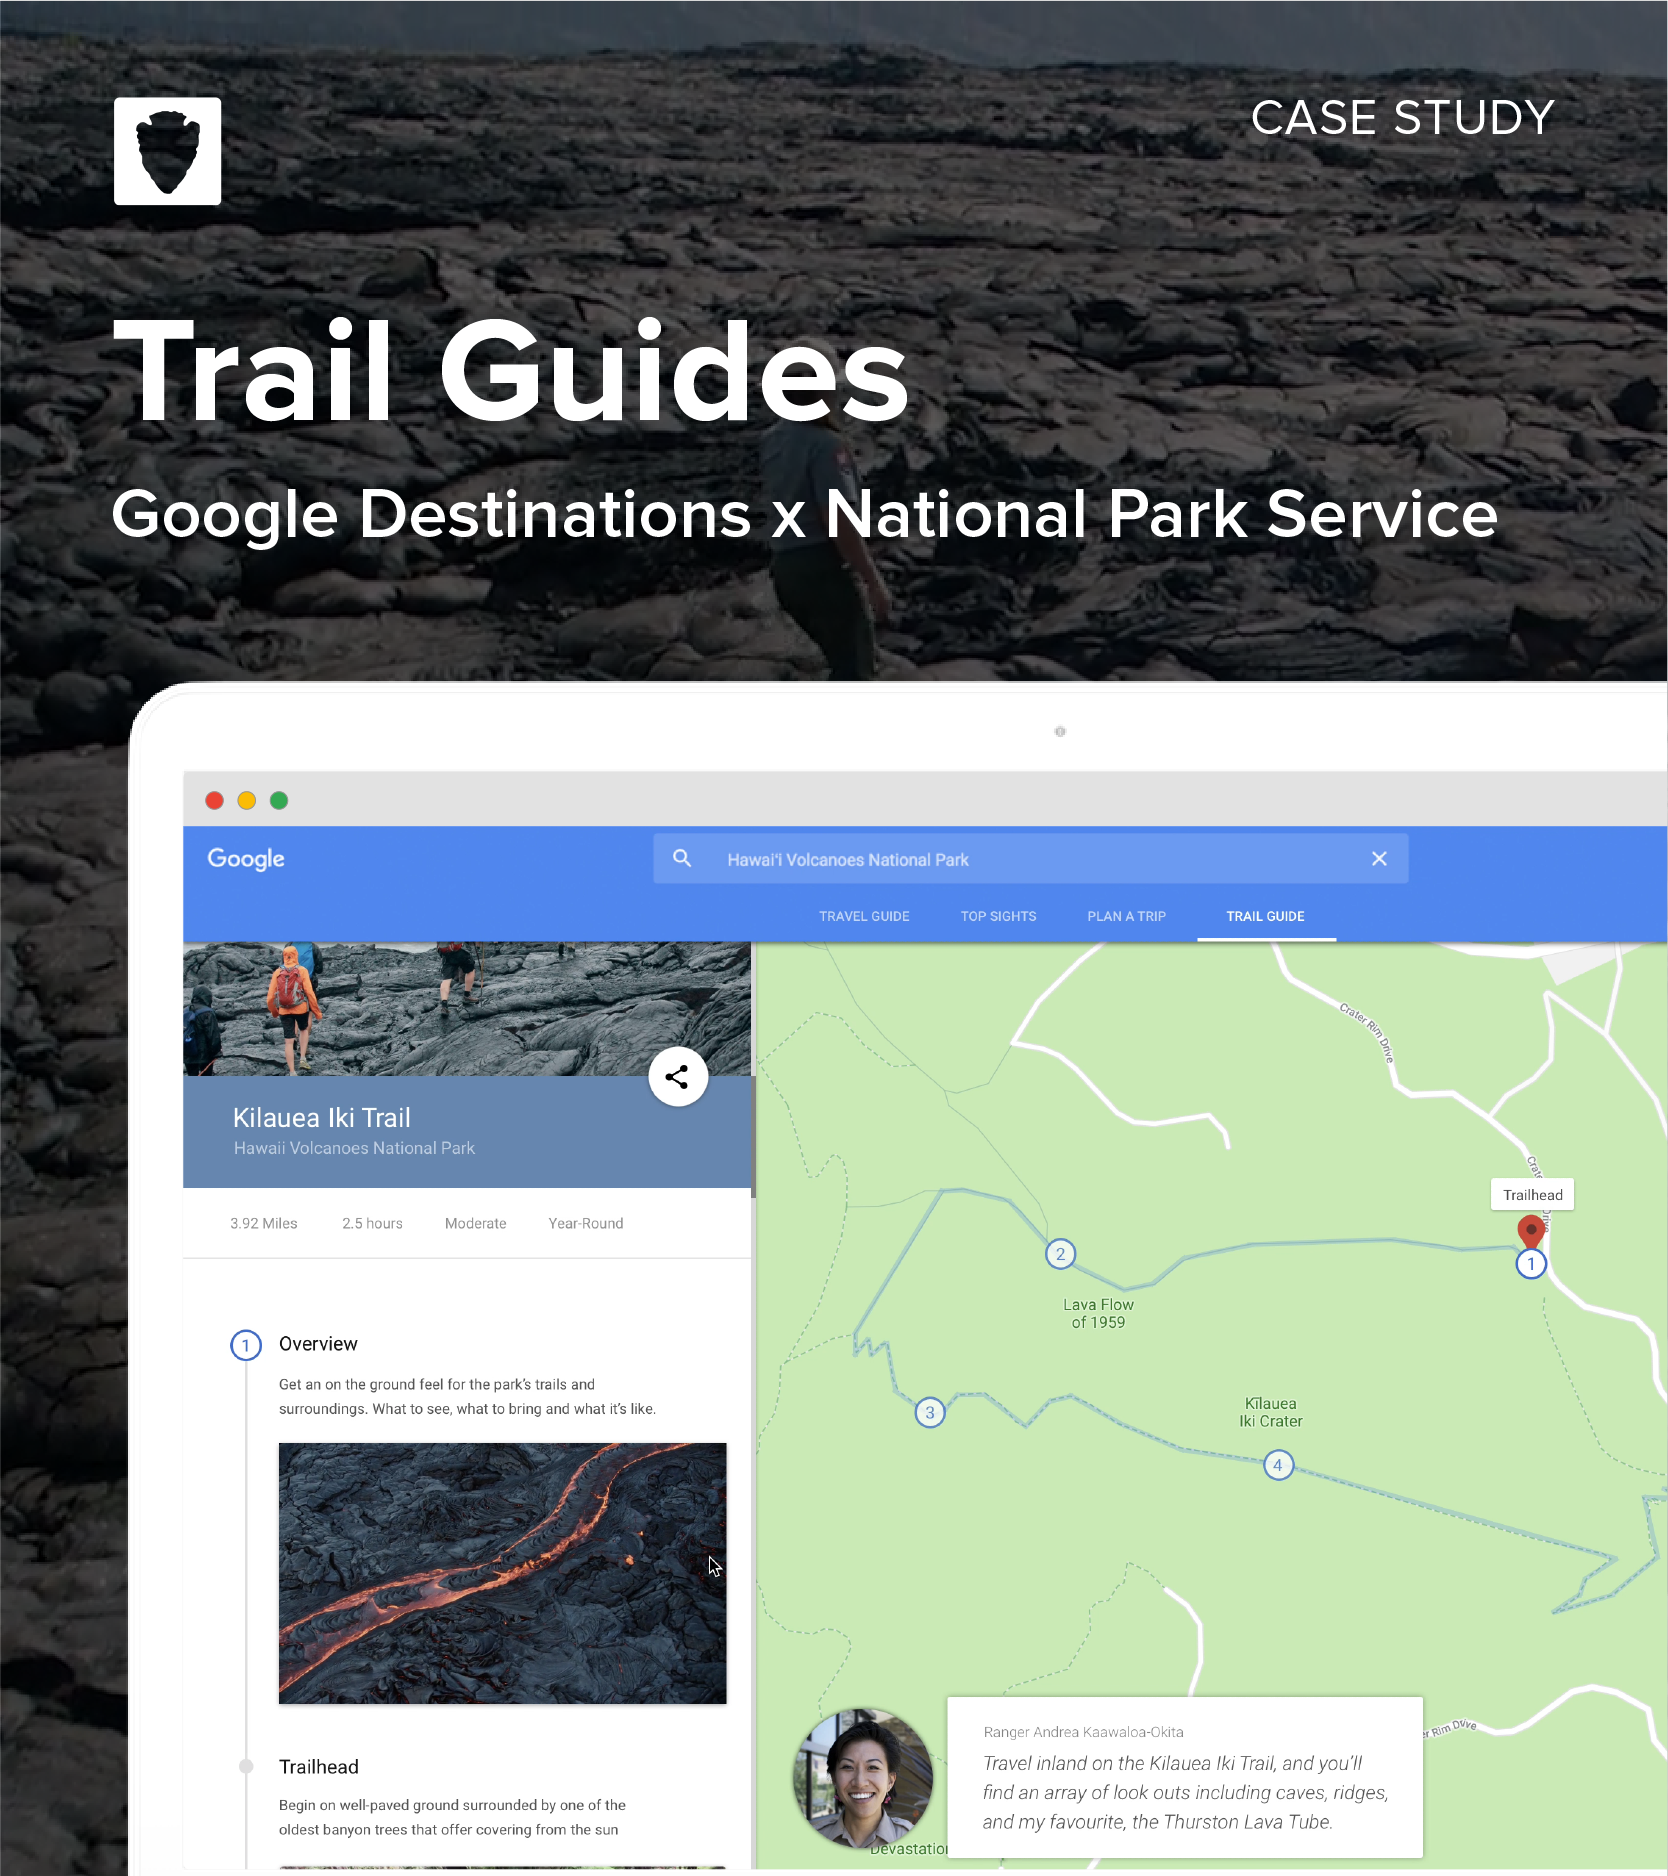 CASE STUDY
Trail Guides
Google Destinations x National Park Service
Google
Hawai‘i Volcanoes National Park
TRAVEL GUIDE
TOP SIGHTS
PLAN A TRIP
TRAIL GUIDE
Kilauea Iki Trail
Hawaii Volcanoes National Park
3.92 Miles
2.5 hours
Moderate
Year-Round
1
Overview
Get an on the ground feel for the park’s trails and
surroundings. What to see, what to bring and what it’s like.
Trailhead
Begin on well-paved ground surrounded by one of the
oldest banyon trees that offer covering from the sun
Crater Rim Drive
Trailhead
1
2
Lava Flow
of 1959
3
Kīlauea
Iki Crater
4
Rim Drive
Ranger Andrea Kaawaloa-Okita
Travel inland on the Kilauea Iki Trail, and you’ll
find an array of look outs including caves, ridges,
and my favourite, the Thurston Lava Tube.